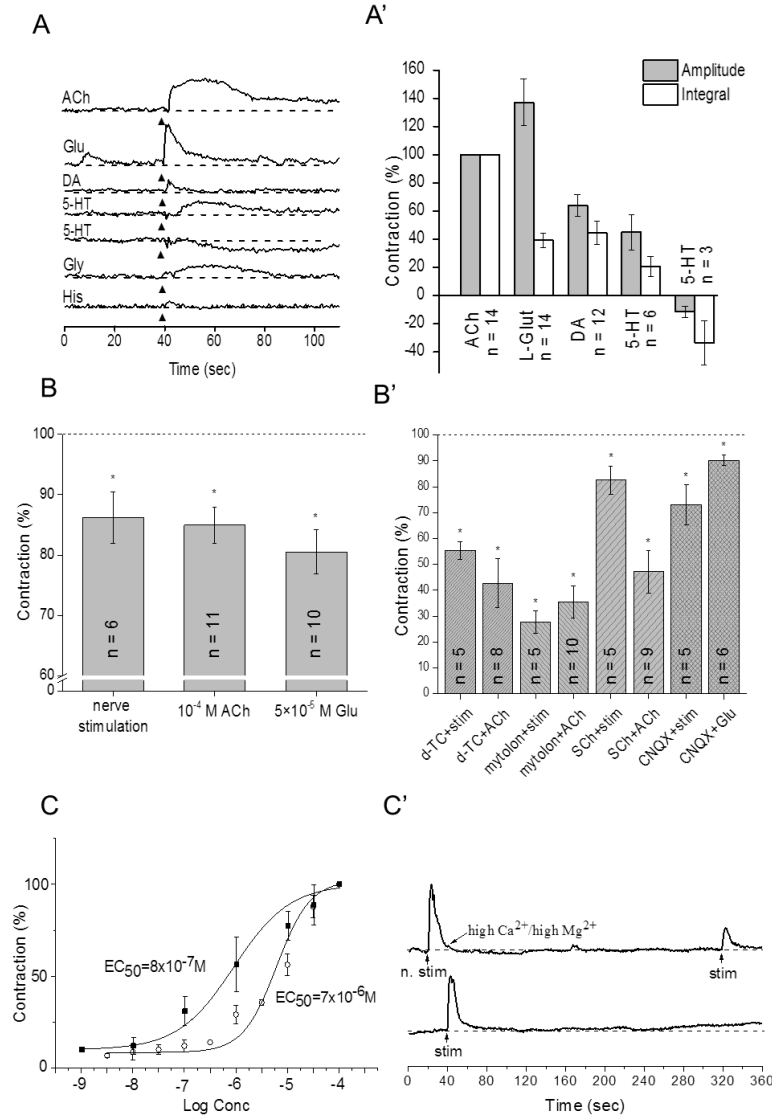 A
ACh
Glu
DA
5-HT
5-HT
Gly
His
0 20 40 60 80 100
Time (sec)
A'
Contraction (%)
160
140
120
100
80
60
40
20
0
-20
-40
Amplitude
Integral
ACh
n = 14
L-Glut
n = 14
DA
n = 12
5-HT
n = 6
5-HT
n = 3
B
Contraction (%)
100
90
80
70
60
0
*
*
*
n = 6
n = 11
n = 10
nerve stimulation
10⁻⁴ M ACh
5×10⁻⁵ M Glu
B'
Contraction (%)
100
90
80
70
60
50
40
30
20
10
0
*
*
*
*
*
*
*
*
n = 5
n = 8
n = 5
n = 10
n = 5
n = 9
n = 5
n = 6
d-TC+stim
d-TC+ACh
mytolon+stim
mytolon+ACh
SCh+stim
SCh+ACh
CNQX+stim
CNQX+Glu
C
Contraction (%)
100
50
0
EC₅₀=8x10⁻⁷M
EC₅₀=7x10⁻⁶M
-9 -8 -7 -6 -5 -4
Log Conc
C'
high Ca²⁺/high Mg²⁺
n. stim
stim
stim
0 40 80 120 160 200 240 280 320 360
Time (sec)